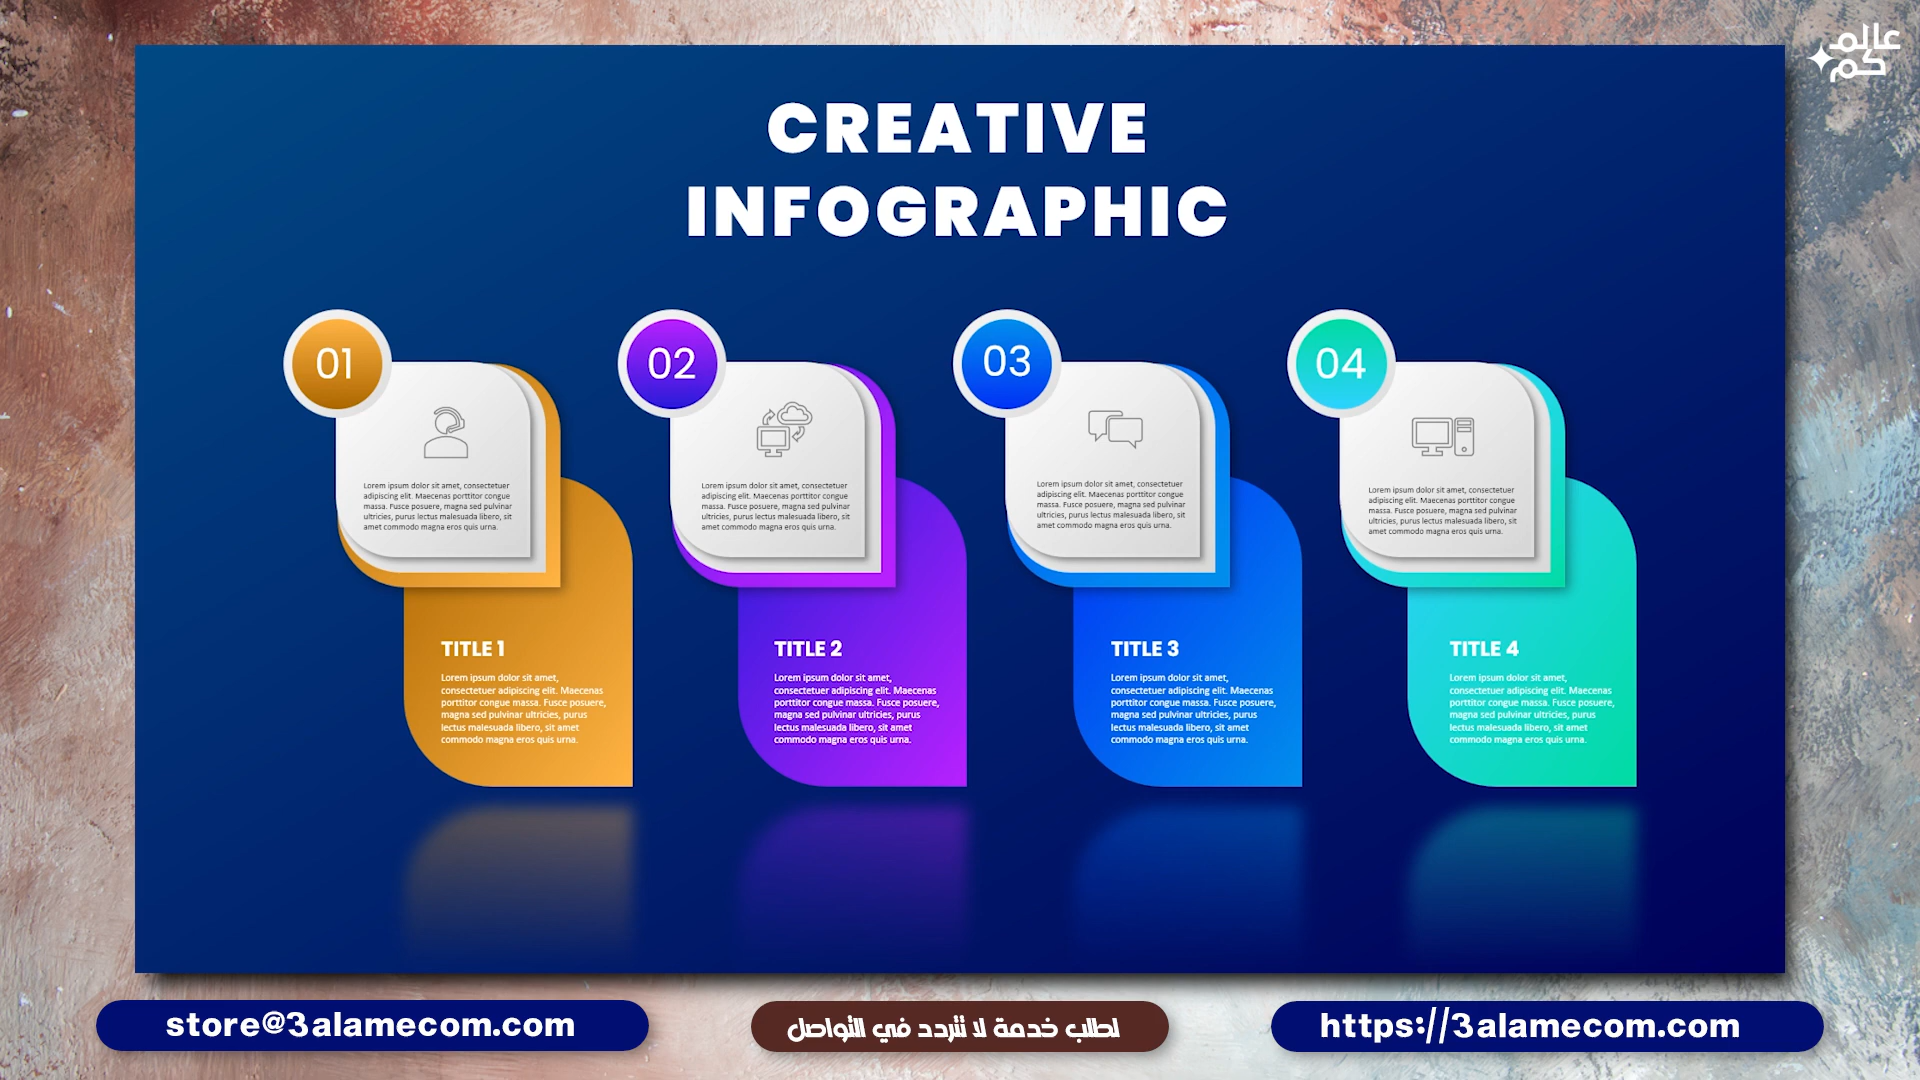 عالم
كم
CREATIVE
INFOGRAPHIC
01
Lorem ipsum dolor sit amet, consectetuer
adipiscing elit. Maecenas porttitor congue
massa. Fusce posuere, magna sed pulvinar
ultricies, purus lectus malesuada libero, sit
amet commodo magna eros quis urna.
TITLE 1
Lorem ipsum dolor sit amet,
consectetuer adipiscing elit. Maecenas
porttitor congue massa. Fusce posuere,
magna sed pulvinar ultricies, purus
lectus malesuada libero, sit amet
commodo magna eros quis urna.
02
Lorem ipsum dolor sit amet, consectetuer
adipiscing elit. Maecenas porttitor congue
massa. Fusce posuere, magna sed pulvinar
ultricies, purus lectus malesuada libero, sit
amet commodo magna eros quis urna.
TITLE 2
Lorem ipsum dolor sit amet,
consectetuer adipiscing elit. Maecenas
porttitor congue massa. Fusce posuere,
magna sed pulvinar ultricies, purus
lectus malesuada libero, sit amet
commodo magna eros quis urna.
03
Lorem ipsum dolor sit amet, consectetuer
adipiscing elit. Maecenas porttitor congue
massa. Fusce posuere, magna sed pulvinar
ultricies, purus lectus malesuada libero, sit
amet commodo magna eros quis urna.
TITLE 3
Lorem ipsum dolor sit amet,
consectetuer adipiscing elit. Maecenas
porttitor congue massa. Fusce posuere,
magna sed pulvinar ultricies, purus
lectus malesuada libero, sit amet
commodo magna eros quis urna.
04
Lorem ipsum dolor sit amet, consectetuer
adipiscing elit. Maecenas porttitor congue
massa. Fusce posuere, magna sed pulvinar
ultricies, purus lectus malesuada libero, sit
amet commodo magna eros quis urna.
TITLE 4
Lorem ipsum dolor sit amet,
consectetuer adipiscing elit. Maecenas
porttitor congue massa. Fusce posuere,
magna sed pulvinar ultricies, purus
lectus malesuada libero, sit amet
commodo magna eros quis urna.
store@3alamecom.com
لطلب خدمة لا تتردد في التواصل
https://3alamecom.com